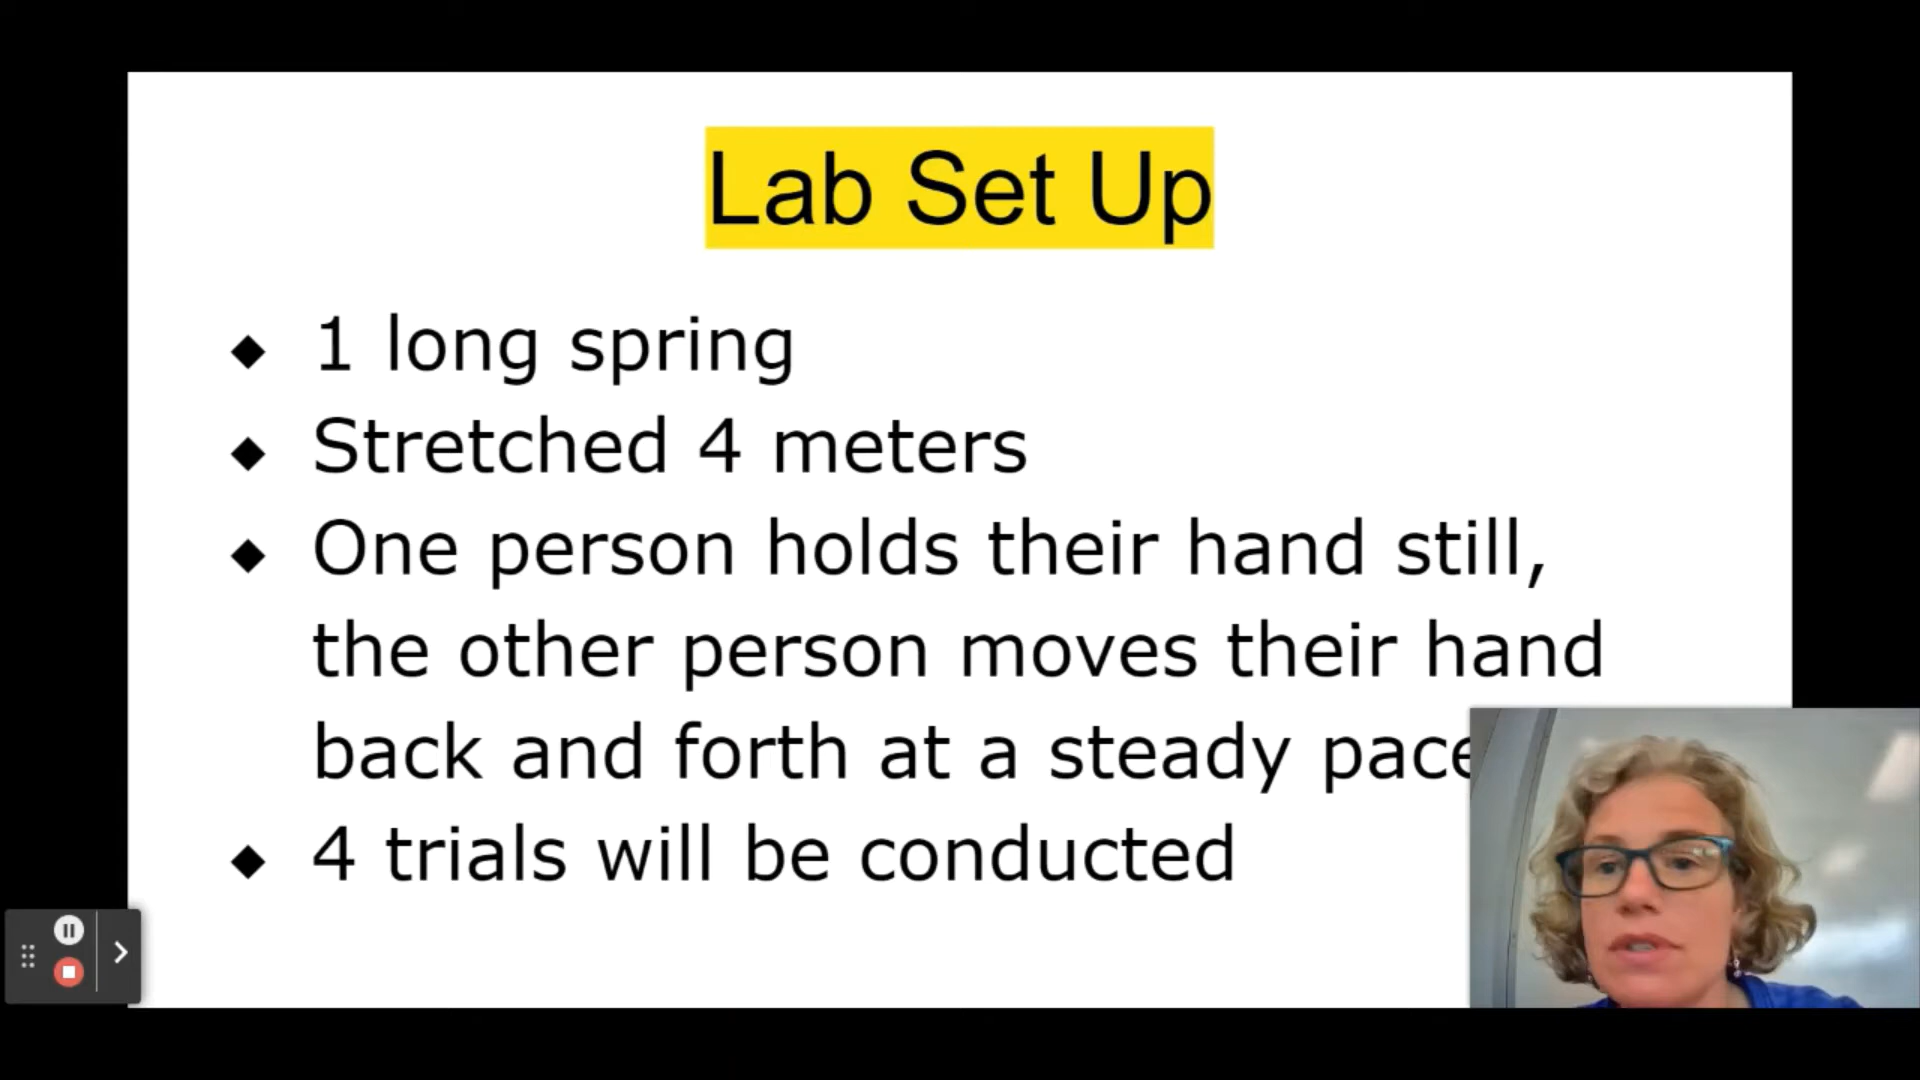 Lab Set Up
◆ 1 long spring
◆ Stretched 4 meters
◆ One person holds their hand still,
the other person moves their hand
back and forth at a steady pace
◆ 4 trials will be conducted